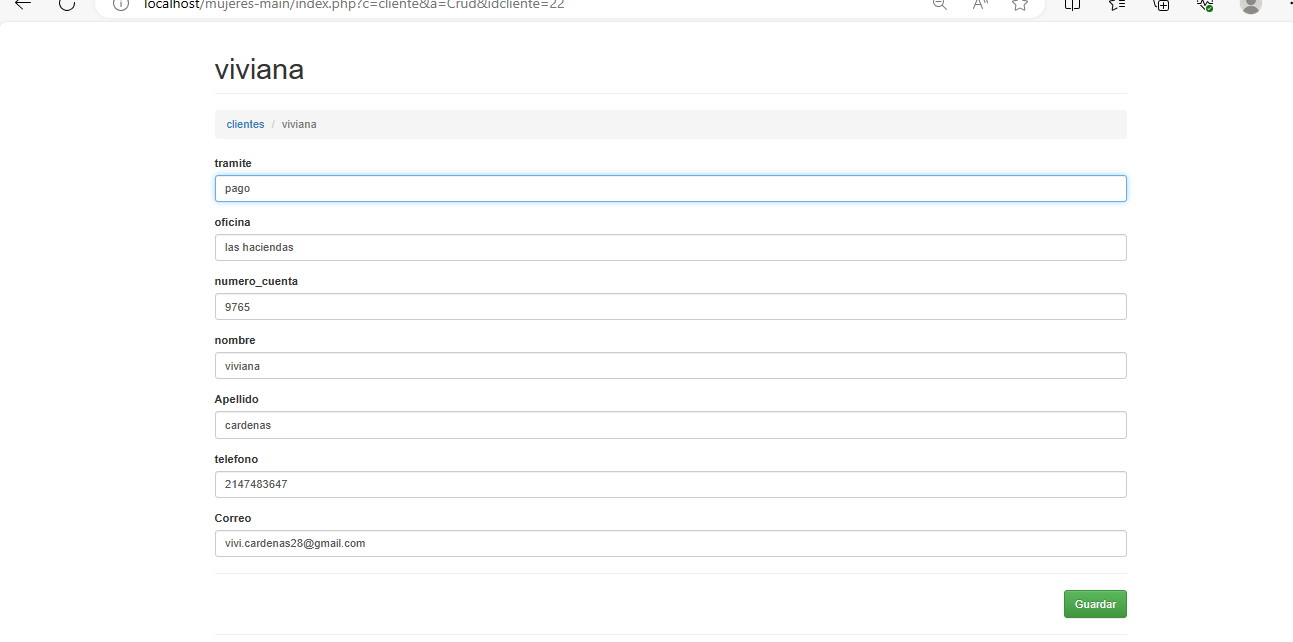 localhost/mujeres-main/index.php?c=cliente&a=Crud&idcliente=22
viviana
clientes / viviana
tramite
pago
oficina
las haciendas
numero_cuenta
9765
nombre
viviana
Apellido
cardenas
telefono
2147483647
Correo
vivi.cardenas28@gmail.com
Guardar